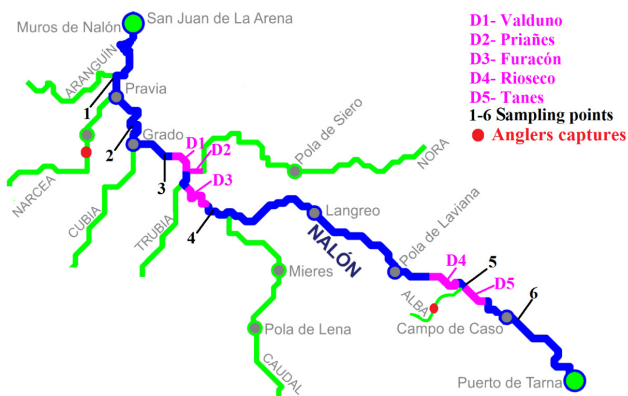 San Juan de La Arena
Muros de Nalón
D1- Valduno
D2- Priañes
D3- Furacón
D4- Rioseco
D5- Tanes
1-6 Sampling points
Anglers captures
ARANGUÍN
1
Pravia
2
Grado
D1
D2
Pola de Siero
NORA
3
D3
NARCEA
CUBIA
TRUBIA
4
Langreo
NALÓN
Pola de Laviana
Mieres
D4
5
D5
ALBA
6
Campo de Caso
Pola de Lena
CAUDAL
Puerto de Tarna